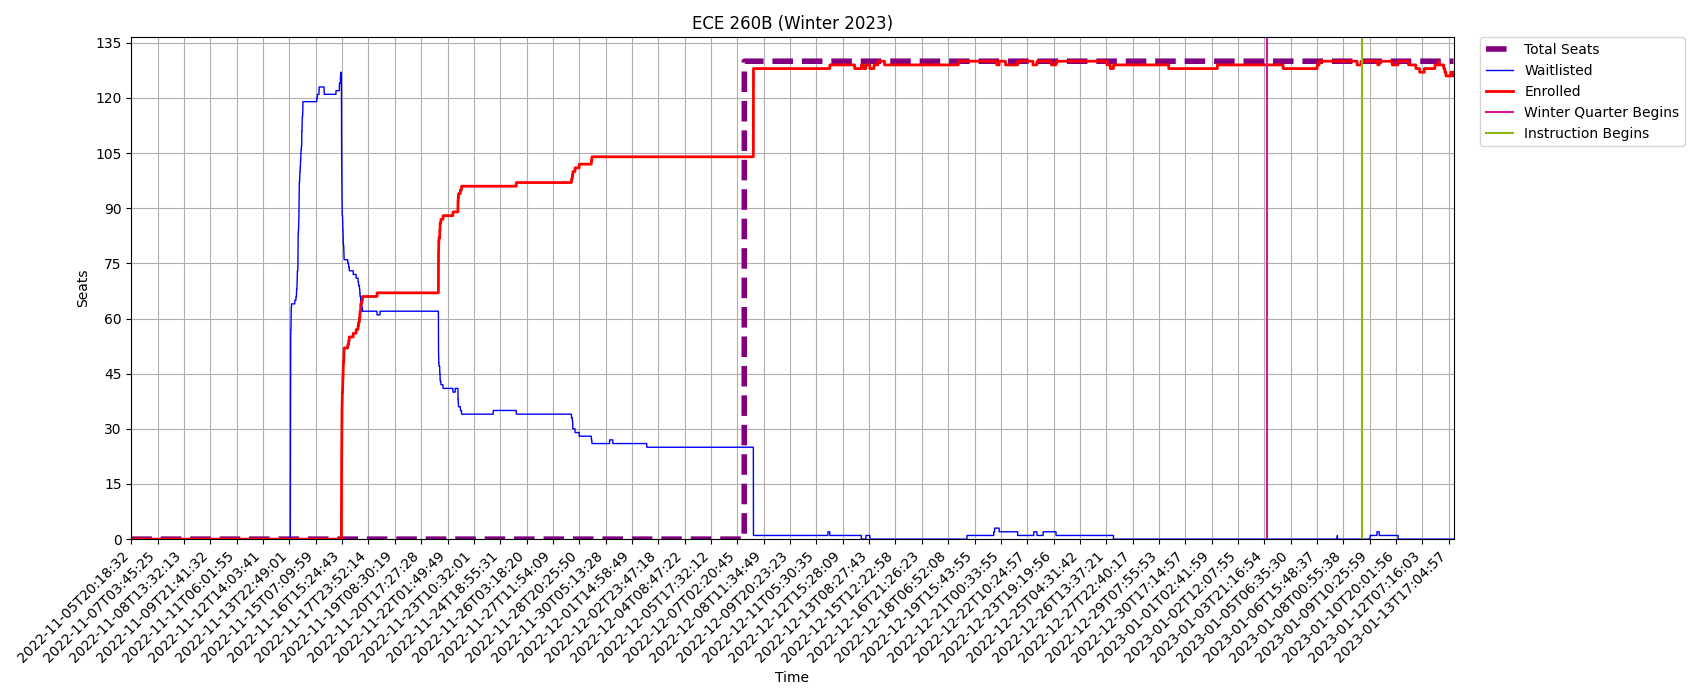 ECE 260B (Winter 2023)
135
120
105
90
75
60
45
30
15
0
Seats
Total Seats
Waitlisted
Enrolled
Winter Quarter Begins
Instruction Begins
2022-11-05T20:18:32
2022-11-07T03:45:25
2022-11-08T13:32:13
2022-11-09T21:41:32
2022-11-11T06:01:55
2022-11-12T14:03:41
2022-11-13T22:49:01
2022-11-15T07:09:59
2022-11-16T15:24:43
2022-11-17T23:52:14
2022-11-19T08:30:19
2022-11-20T17:27:28
2022-11-22T01:49:49
2022-11-23T10:32:01
2022-11-24T18:55:31
2022-11-26T03:18:20
2022-11-27T11:54:09
2022-11-28T20:25:50
2022-11-30T05:13:28
2022-12-01T14:58:49
2022-12-02T23:47:18
2022-12-04T08:47:22
2022-12-05T17:32:12
2022-12-07T02:20:45
2022-12-08T11:34:49
2022-12-09T20:23:23
2022-12-11T05:30:35
2022-12-12T15:28:09
2022-12-13T08:27:43
2022-12-15T12:22:58
2022-12-16T21:26:23
2022-12-18T06:52:08
2022-12-19T15:43:55
2022-12-21T00:33:55
2022-12-22T10:24:57
2022-12-23T19:19:56
2022-12-25T04:31:42
2022-12-26T13:37:21
2022-12-27T22:40:17
2022-12-29T07:55:53
2022-12-30T17:14:57
2023-01-01T02:41:59
2023-01-02T12:07:55
2023-01-03T21:16:54
2023-01-05T06:35:30
2023-01-06T15:48:37
2023-01-08T00:55:38
2023-01-09T10:25:59
2023-01-10T20:01:56
2023-01-12T07:16:03
2023-01-13T17:04:57
Time